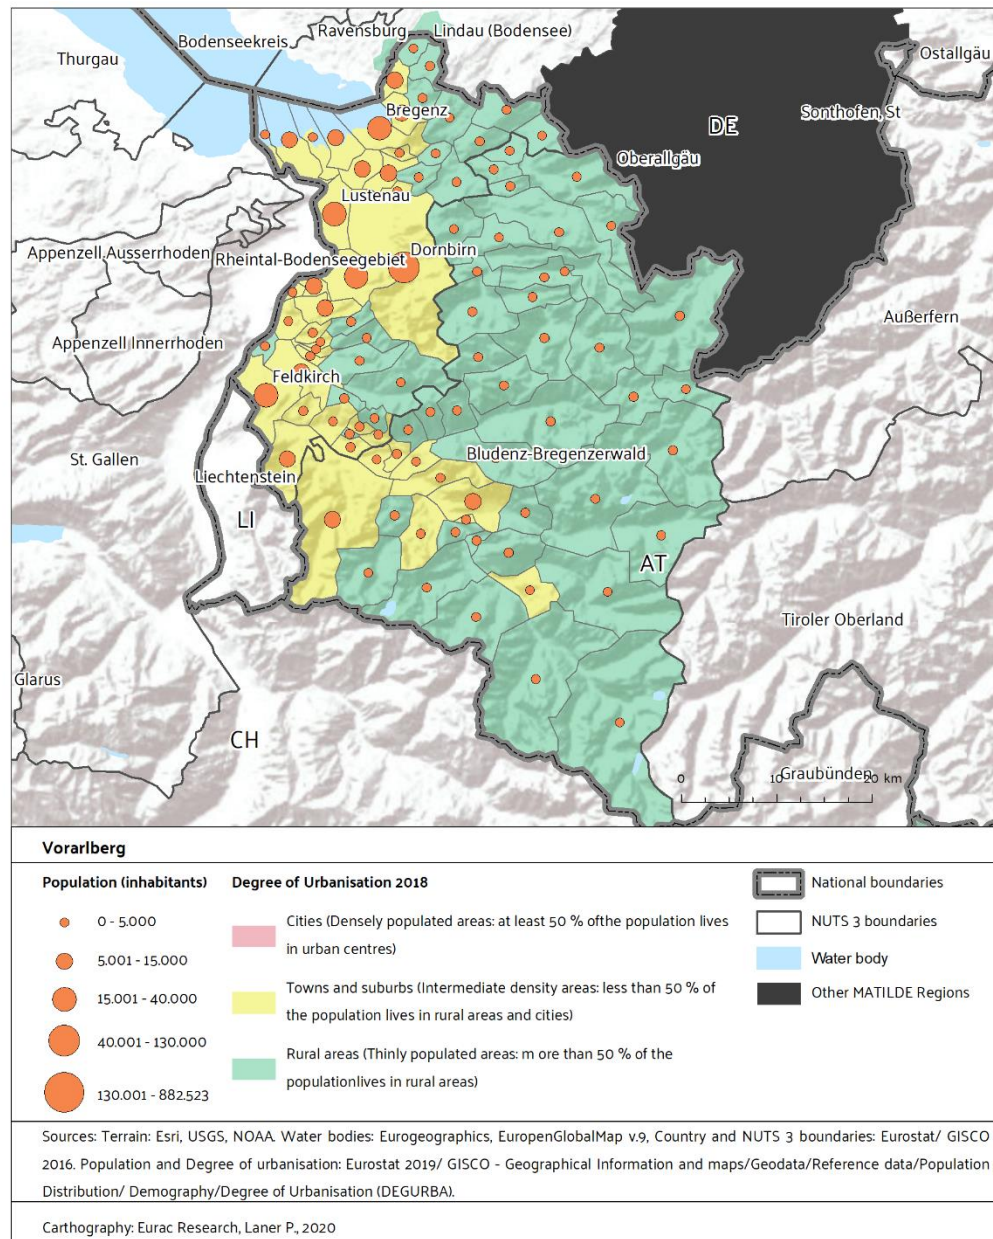 Ravensburg
Lindau (Bodensee)
Bodenseekreis
Thurgau
Ostallgäu
Bregenz
Sonthofen, St
DE
Oberallgäu
Lustenau
Dornbirn
Appenzell Ausserrhoden
Rheintal-Bodenseegebiet
Außerfern
Appenzell Innerrhoden
Feldkirch
St. Gallen
Bludenz-Bregenzerwald
Liechtenstein
LI
AT
Tiroler Oberland
Glarus
CH
Graubünden
0 10 20 km
Vorarlberg
Population (inhabitants)
0 - 5.000
5.001 - 15.000
15.001 - 40.000
40.001 - 130.000
130.001 - 882.523
Degree of Urbanisation 2018
Cities (Densely populated areas: at least 50 % ofthe population lives
in urban centres)
Towns and suburbs (Intermediate density areas: less than 50 % of
the population lives in rural areas and cities)
Rural areas (Thinly populated areas: m ore than 50 % of the
populationlives in rural areas)
National boundaries
NUTS 3 boundaries
Water body
Other MATILDE Regions
Sources: Terrain: Esri, USGS, NOAA. Water bodies: Eurogeographics, EuropenGlobalMap v.9, Country and NUTS 3 boundaries: Eurostat/ GISCO
2016. Population and Degree of urbanisation: Eurostat 2019/ GISCO - Geographical Information and maps/Geodata/Reference data/Population
Distribution/ Demography/Degree of Urbanisation (DEGURBA).
Carthography: Eurac Research, Laner P., 2020